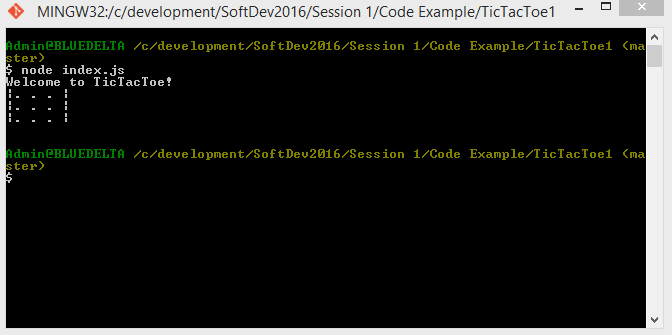 MINGW32:/c/development/SoftDev2016/Session 1/Code Example/TicTacToe1
Admin@BLUEDELTA /c/development/SoftDev2016/Session 1/Code Example/TicTacToe1 (ma
ster)
$ node index.js
Welcome to TicTacToe!
¦. . . ¦
¦. . . ¦
¦. . . ¦
Admin@BLUEDELTA /c/development/SoftDev2016/Session 1/Code Example/TicTacToe1 (ma
ster)
$